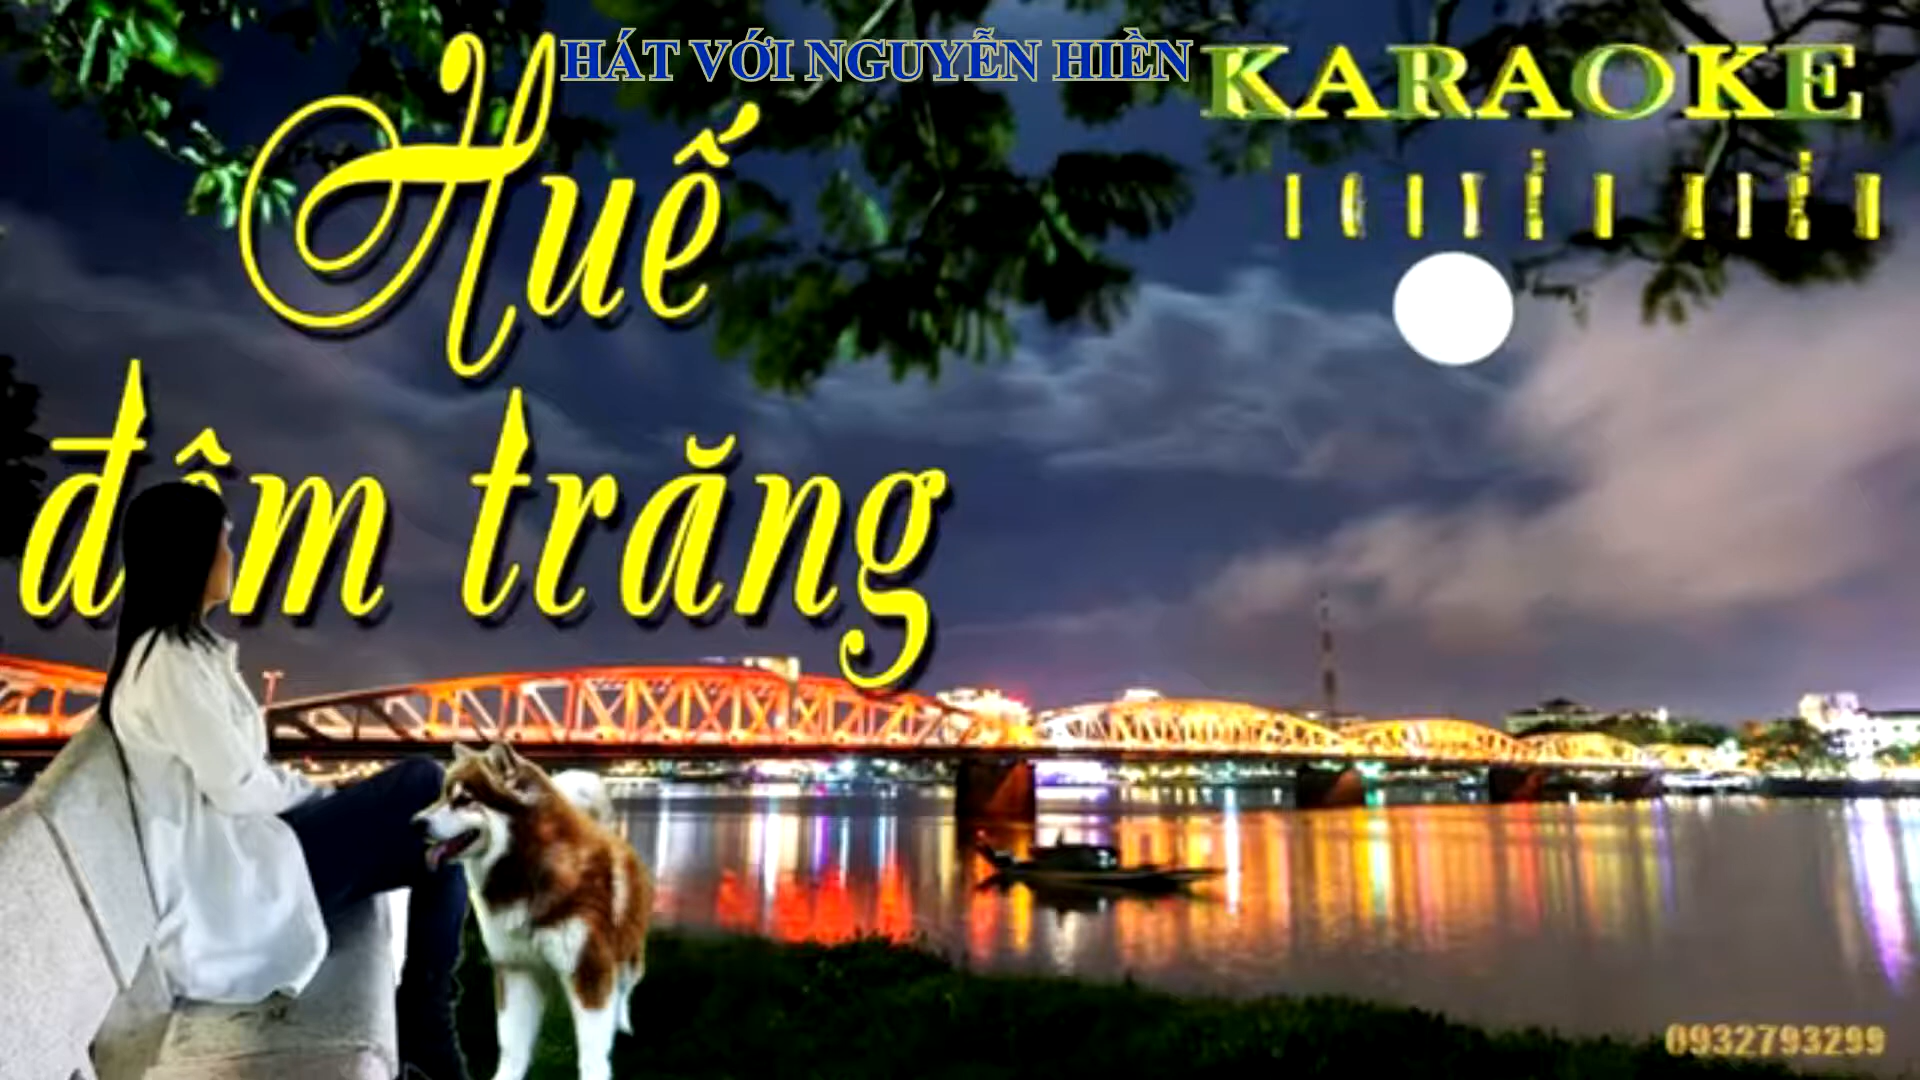 HÁT VỚI NGUYỄN HIỀN
KARAOKE
Huế
đêm trăng
0932793299